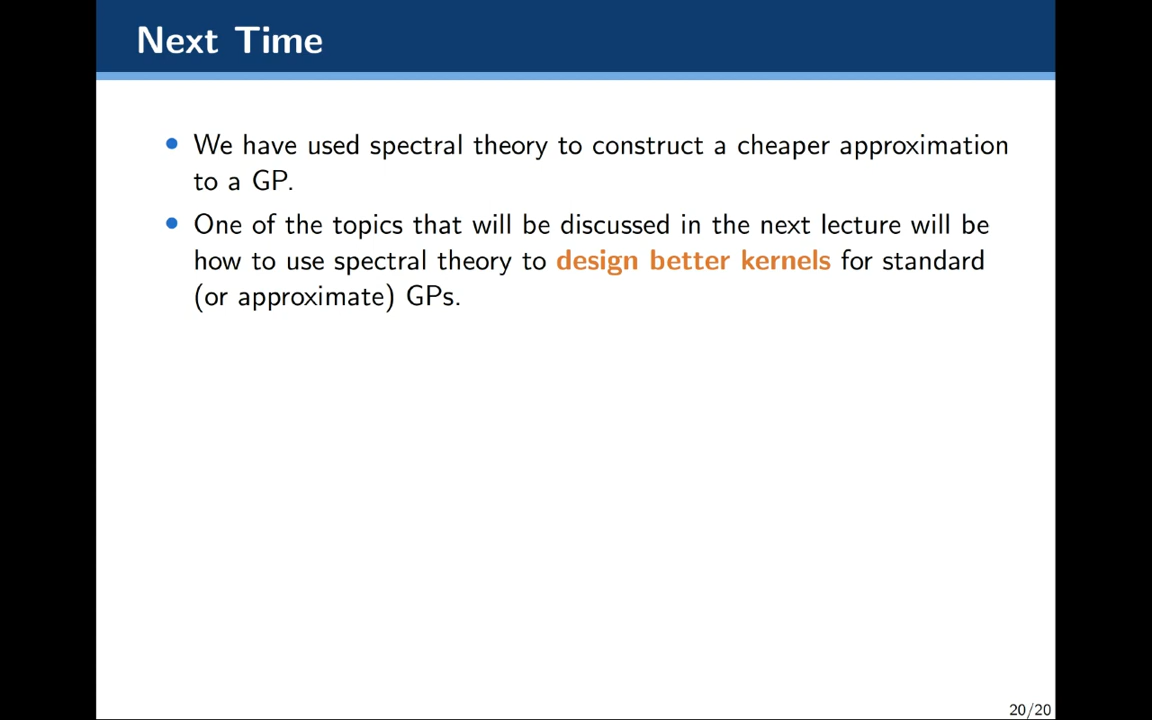 Next Time
• We have used spectral theory to construct a cheaper approximation
to a GP.
• One of the topics that will be discussed in the next lecture will be
how to use spectral theory to design better kernels for standard
(or approximate) GPs.
20/20